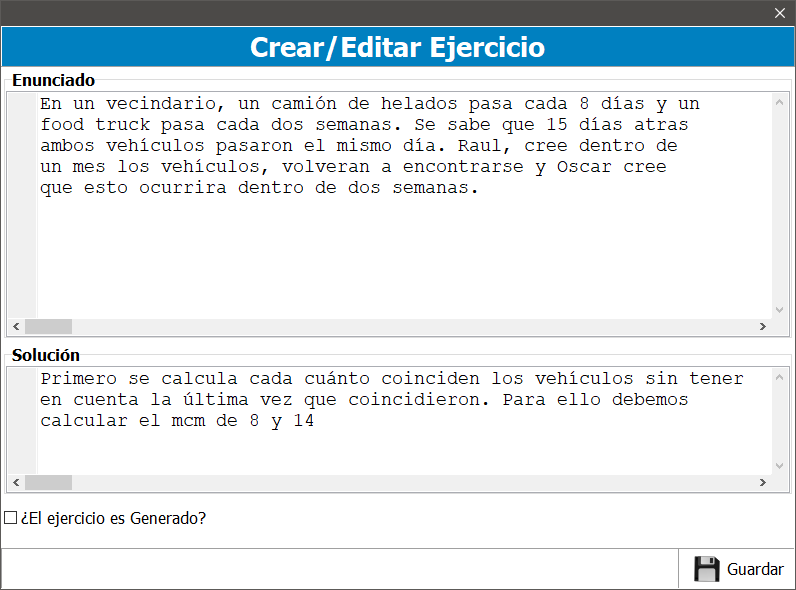 Crear/Editar Ejercicio
Enunciado
En un vecindario, un camión de helados pasa cada 8 días y un
food truck pasa cada dos semanas. Se sabe que 15 días atras
ambos vehículos pasaron el mismo día. Raul, cree dentro de
un mes los vehículos, volveran a encontrarse y Oscar cree
que esto ocurrira dentro de dos semanas.
Solución
Primero se calcula cada cuánto coinciden los vehículos sin tener
en cuenta la última vez que coincidieron. Para ello debemos
calcular el mcm de 8 y 14
¿El ejercicio es Generado?
Guardar